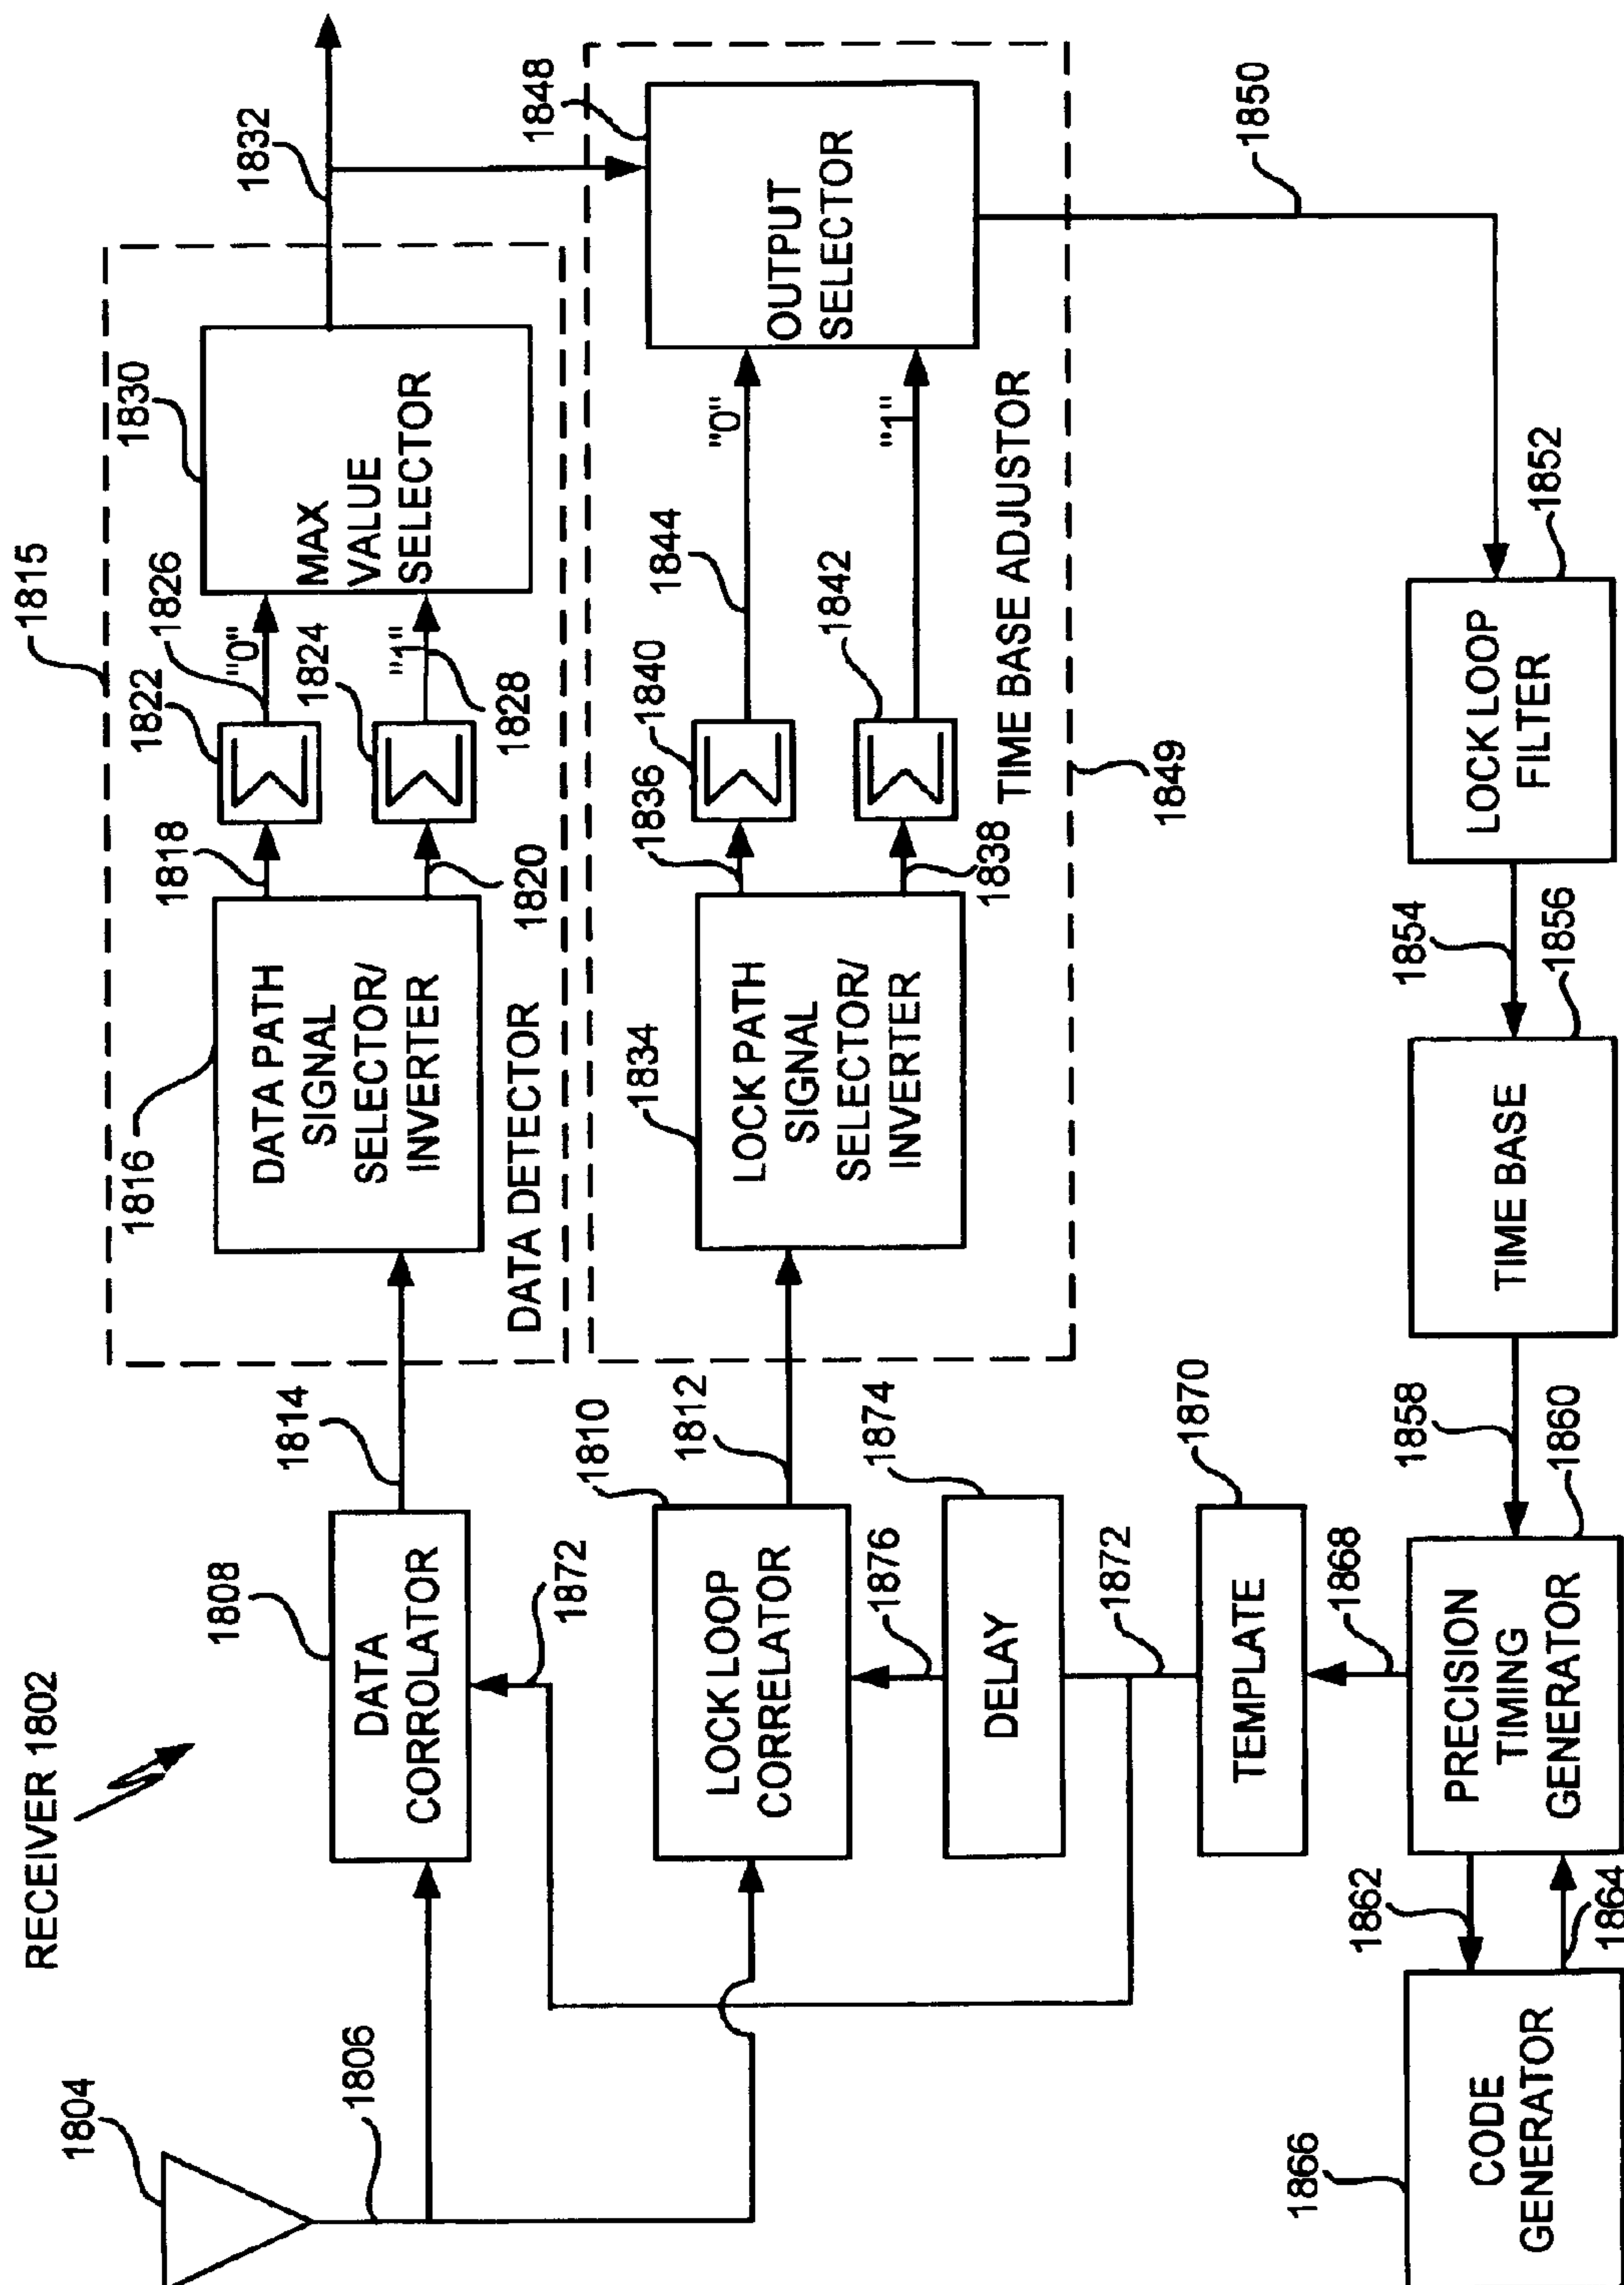 RECEIVER 1802
1804
1806
1808
DATA
CORROLATOR
1872
1814
1815
1816
DATA PATH
SIGNAL
SELECTOR/
INVERTER
DATA DETECTOR
1818
1820
1822
1824
1826
"0"
"1"
1828
1830
MAX
VALUE
SELECTOR
1832
1810
LOCK LOOP
CORRELATOR
1812
1834
LOCK PATH
SIGNAL
SELECTOR/
INVERTER
1836
1838
1840
1842
1844
"0"
"1"
TIME BASE ADJUSTOR
1849
1848
OUTPUT
SELECTOR
1850
1876
1874
DELAY
1872
1870
TEMPLATE
1868
1866
CODE
GENERATOR
1862
1864
PRECISION
TIMING
GENERATOR
1860
1858
TIME BASE
1856
1854
LOCK LOOP
FILTER
1852